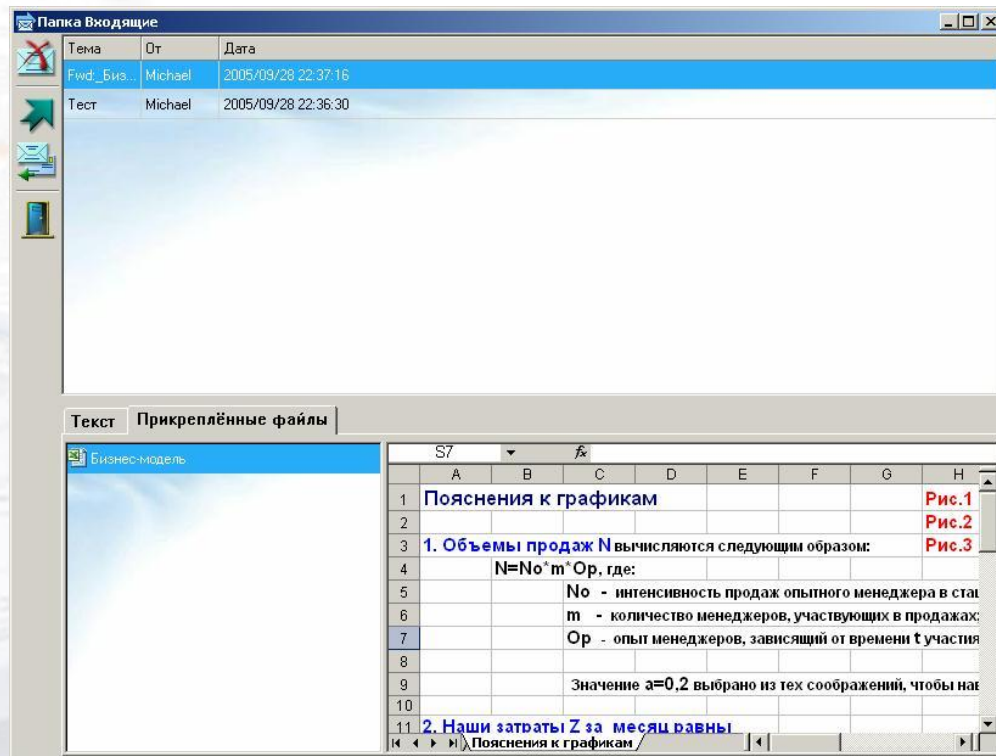 Папка Входящие
Тема От Дата
Fwd:_Биз... Michael 2005/09/28 22:37:16
Тест Michael 2005/09/28 22:36:30
Текст Прикреплённые файлы
Бизнес-модель
S7 fx
A B C D E F G H
1 Пояснения к графикам Рис.1
2 Рис.2
3 1. Объемы продаж N вычисляются следующим образом: Рис.3
4 N=No*m*Op, где:
5 No - интенсивность продаж опытного менеджера в ста
6 m - количество менеджеров, участвующих в продажах;
7 Op - опыт менеджеров, зависящий от времени t участия
8
9 Значение a=0,2 выбрано из тех соображений, чтобы
10
11 2. Наши затраты Z за месяц равны
Пояснения к графикам